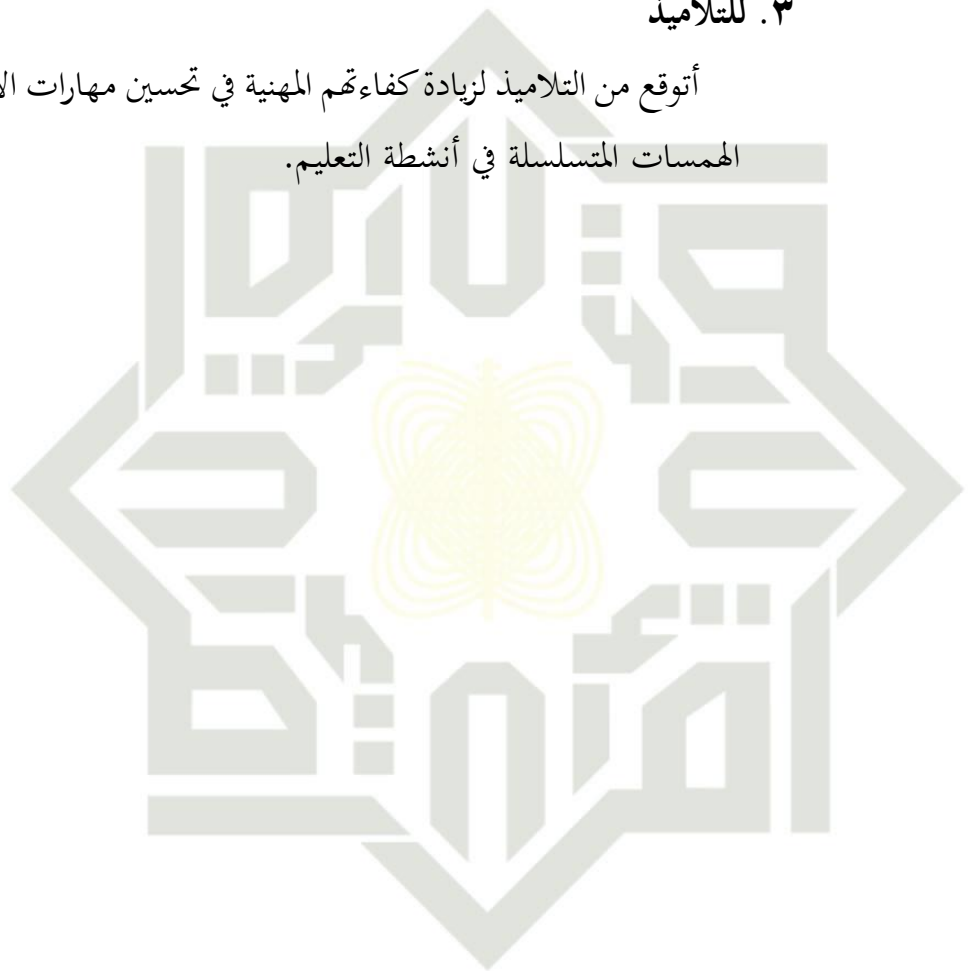 ٣. للتلاميذ
أتوقع من التلاميذ لزيادة كفاءتهم المهنية في تحسين مهارات
الهمسات المتسلسلة في أنشطة التعليم.